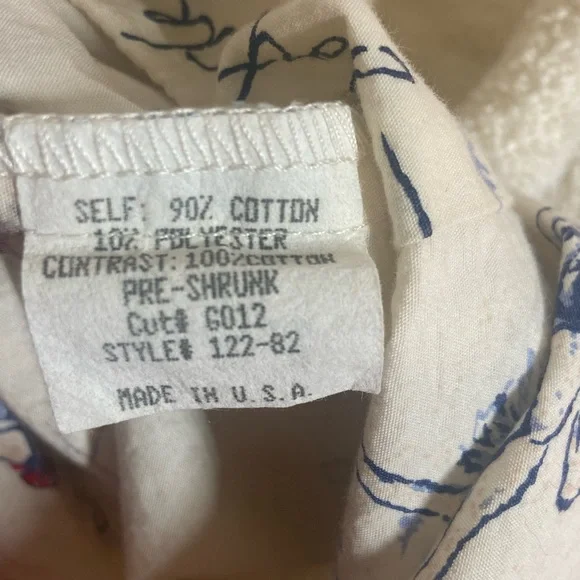 SELF: 90% COTTON
10% POLYESTER
CONTRAST: 100%COTTON
PRE-SHRUNK
Cut# G012
STYLE# 122-82
MADE IN U.S.A.